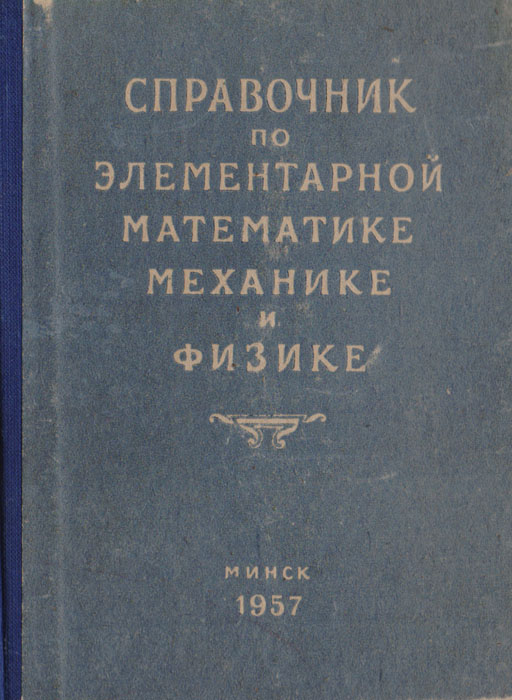 СПРАВОЧНИК
ПО
ЭЛЕМЕНТАРНОЙ
МАТЕМАТИКЕ
МЕХАНИКЕ
И
ФИЗИКЕ
МИНСК
1957